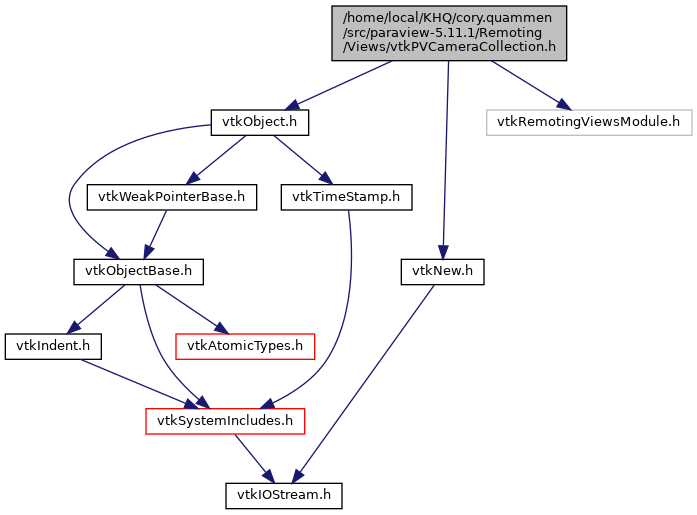 /home/local/KHQ/cory.quammen
/src/paraview-5.11.1/Remoting
/Views/vtkPVCameraCollection.h
vtkObject.h
vtkRemotingViewsModule.h
vtkWeakPointerBase.h
vtkTimeStamp.h
vtkObjectBase.h
vtkNew.h
vtkIndent.h
vtkAtomicTypes.h
vtkSystemIncludes.h
vtkIOStream.h